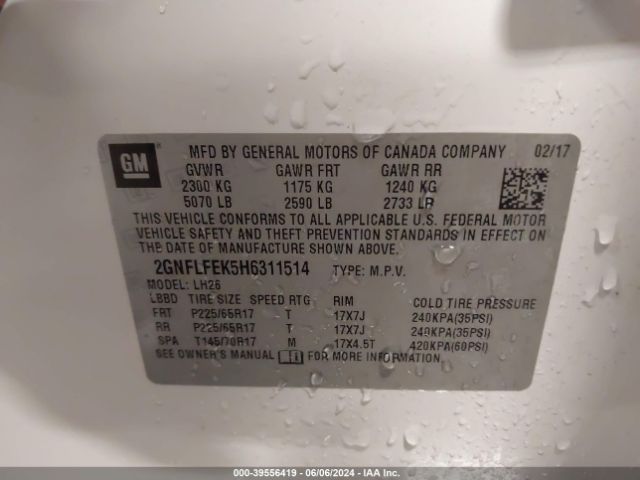 GM
MFD BY GENERAL MOTORS OF CANADA COMPANY 02/17
GVWR GAWR FRT GAWR RR
2300 KG 1175 KG 1240 KG
5070 LB 2590 LB 2733 LB
THIS VEHICLE CONFORMS TO ALL APPLICABLE U.S. FEDERAL MOTOR
VEHICLE SAFETY AND THEFT PREVENTION STANDARDS IN EFFECT ON
THE DATE OF MANUFACTURE SHOWN ABOVE.
2GNFLFEK5H6311514 TYPE: M.P.V.
MODEL: LH26
LBBD TIRE SIZE SPEED RTG RIM COLD TIRE PRESSURE
FRT P225/65R17 T 17X7J 240KPA(35PSI)
RR P225/65R17 T 17X7J 240KPA(35PSI)
SPA T145/70R17 M 17X4.5T 420KPA(60PSI)
SEE OWNER'S MANUAL FOR MORE INFORMATION.
000-39556419 - 06/06/2024 - IAA Inc.